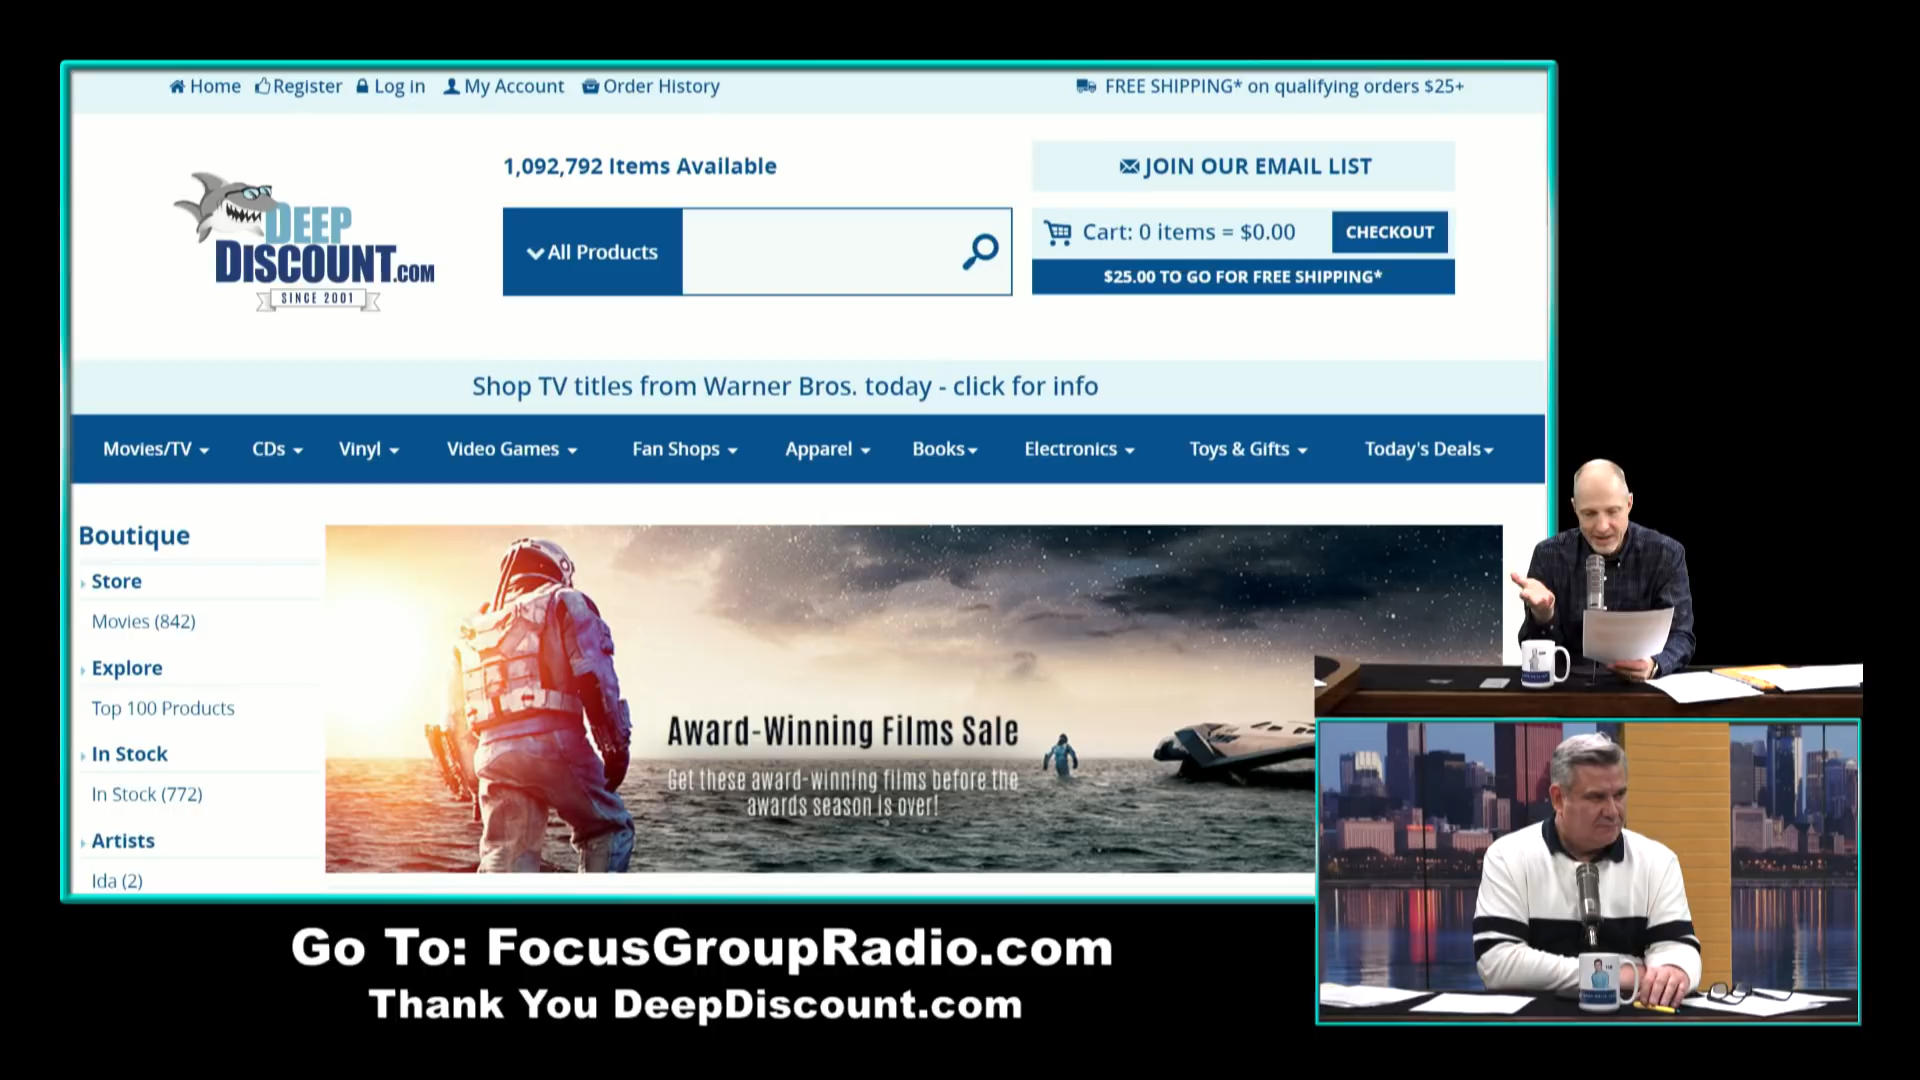 Home Register Log in My Account Order History FREE SHIPPING* on qualifying orders $25+
1,092,792 Items Available
JOIN OUR EMAIL LIST
DEEP
DISCOUNT.COM
SINCE 2001
All Products
Cart: 0 items = $0.00 CHECKOUT
$25.00 TO GO FOR FREE SHIPPING*
Shop TV titles from Warner Bros. today - click for info
Movies/TV CDs Vinyl Video Games Fan Shops Apparel Books Electronics Toys & Gifts Today's Deals
Boutique
Store
Movies (842)
Explore
Top 100 Products
In Stock
In Stock (772)
Artists
Ida (2)
Award-Winning Films Sale
Get these award-winning films before the
awards season is over!
Go To: FocusGroupRadio.com
Thank You DeepDiscount.com